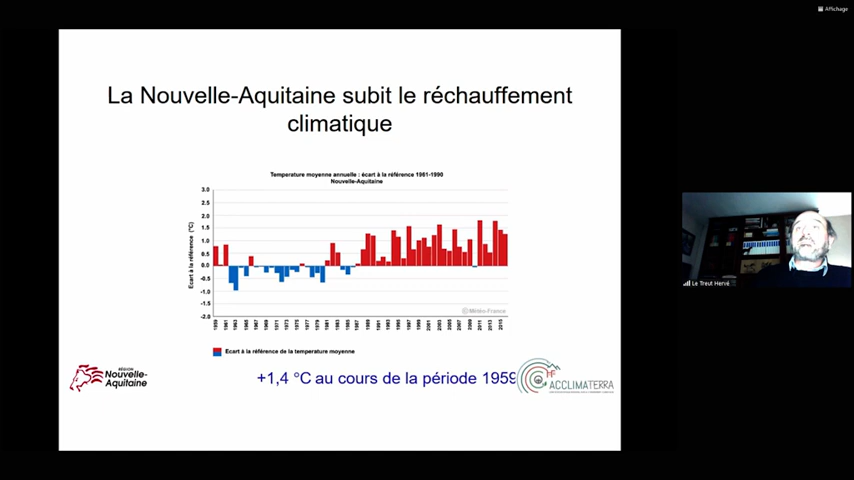 Affichage
La Nouvelle-Aquitaine subit le réchauffement
climatique
Temperature moyenne annuelle : écart à la référence 1961-1990
Nouvelle-Aquitaine
Ecart à la référence (°C)
3.0
2.5
2.0
1.5
1.0
0.5
0.0
-0.5
-1.0
-1.5
-2.0
©Météo-France
1959 1961 1963 1965 1967 1969 1971 1973 1975 1977 1979 1981 1983 1985 1987 1989 1991 1993 1995 1997 1999 2001 2003 2005 2007 2009 2011 2013 2015
Ecart à la référence de la temperature moyenne
RÉGION
Nouvelle-
Aquitaine
+1,4 °C au cours de la période 1959
ACCLIMATERRA
Le Treut Hervé